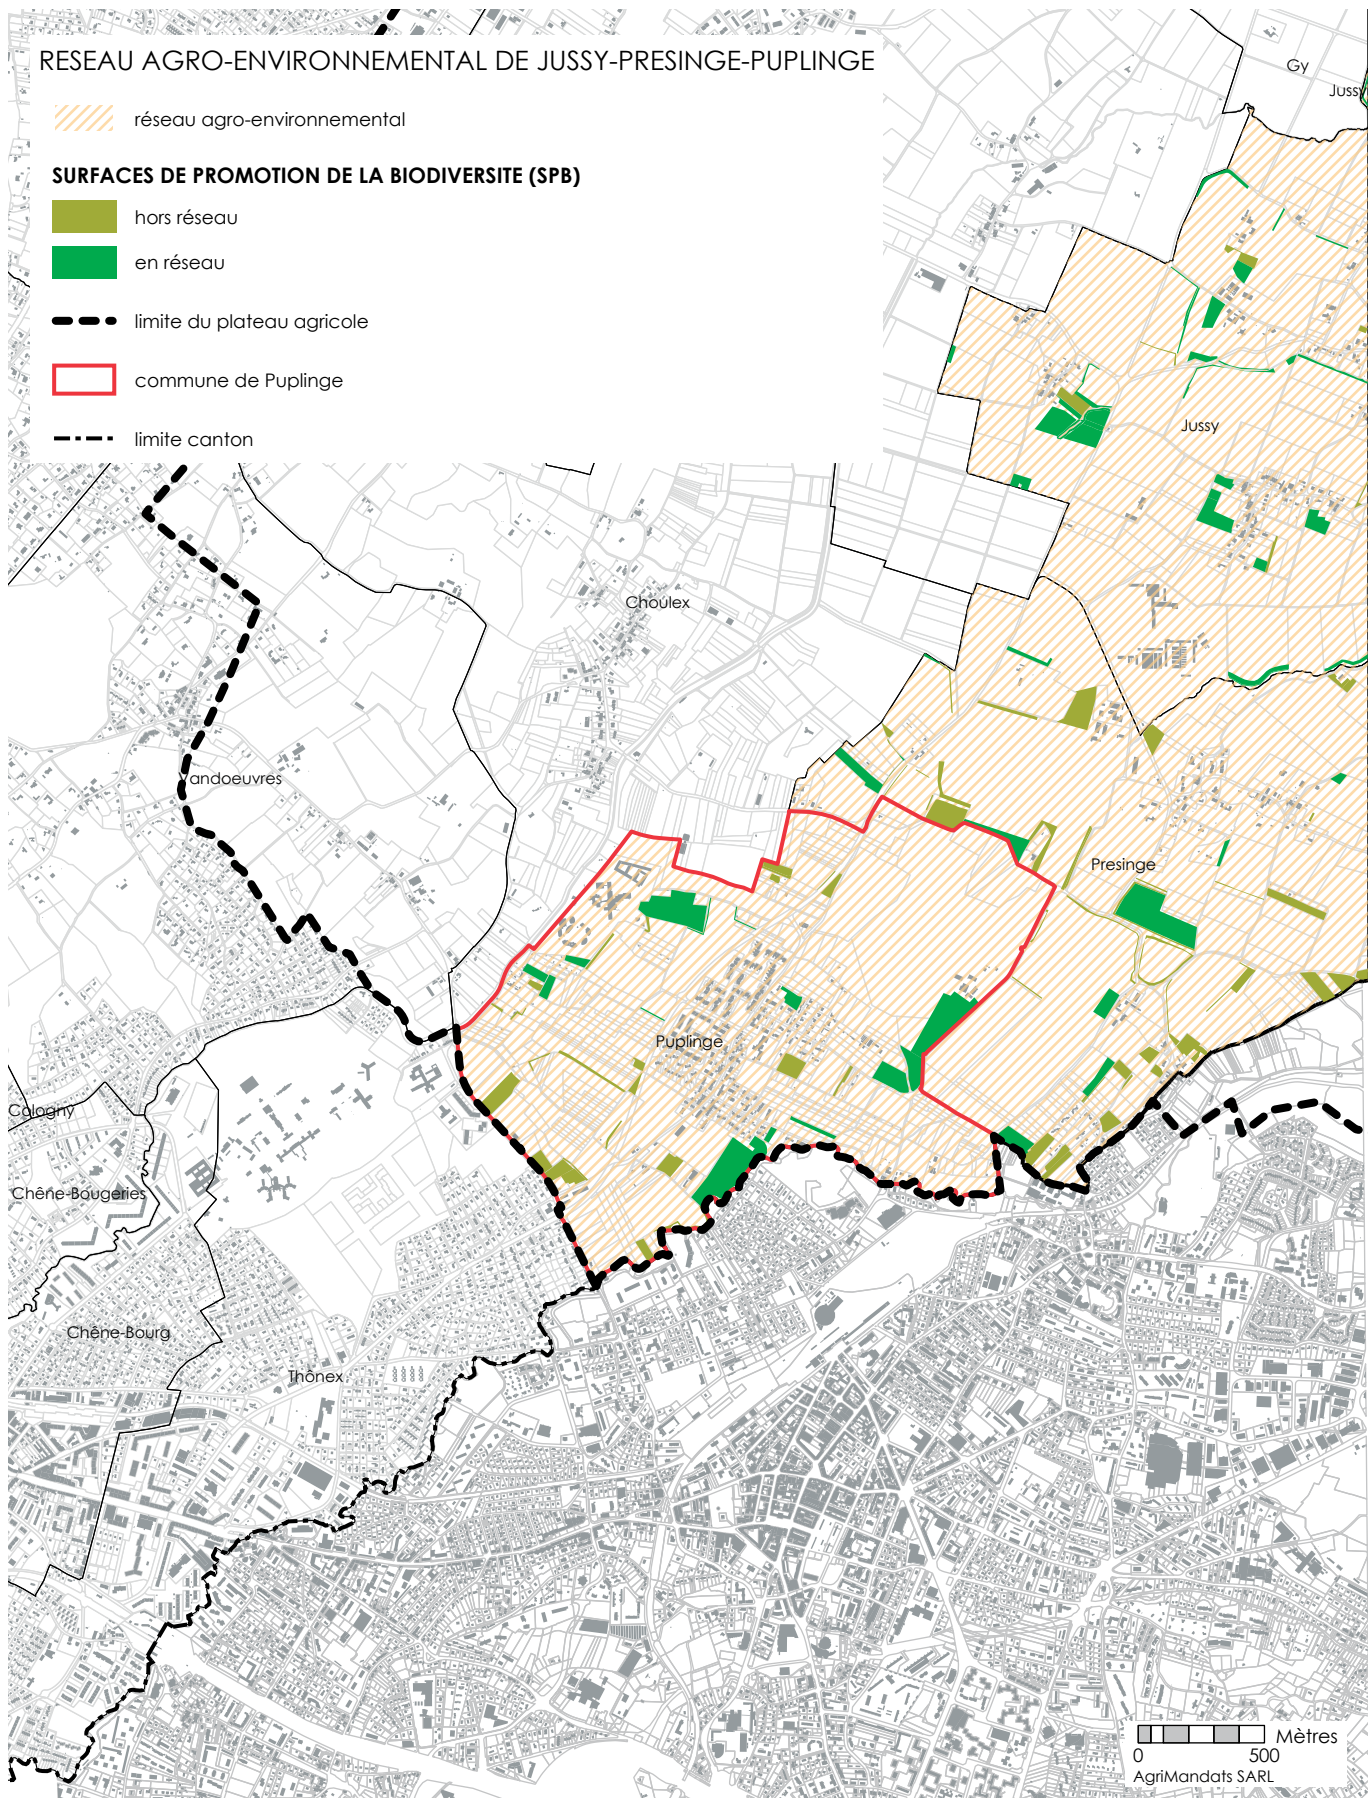 RESEAU AGRO-ENVIRONNEMENTAL DE JUSSY-PRESINGE-PUPLINGE
réseau agro-environnemental
SURFACES DE PROMOTION DE LA BIODIVERSITE (SPB)
hors réseau
en réseau
limite du plateau agricole
commune de Puplinge
limite canton
Gy
Jussy
Jussy
Choulex
andoeuvres
Presinge
Puplinge
Cologny
Chêne-Bougeries
Chêne-Bourg
Thônex
Mètres
0 500
AgriMandats SARL